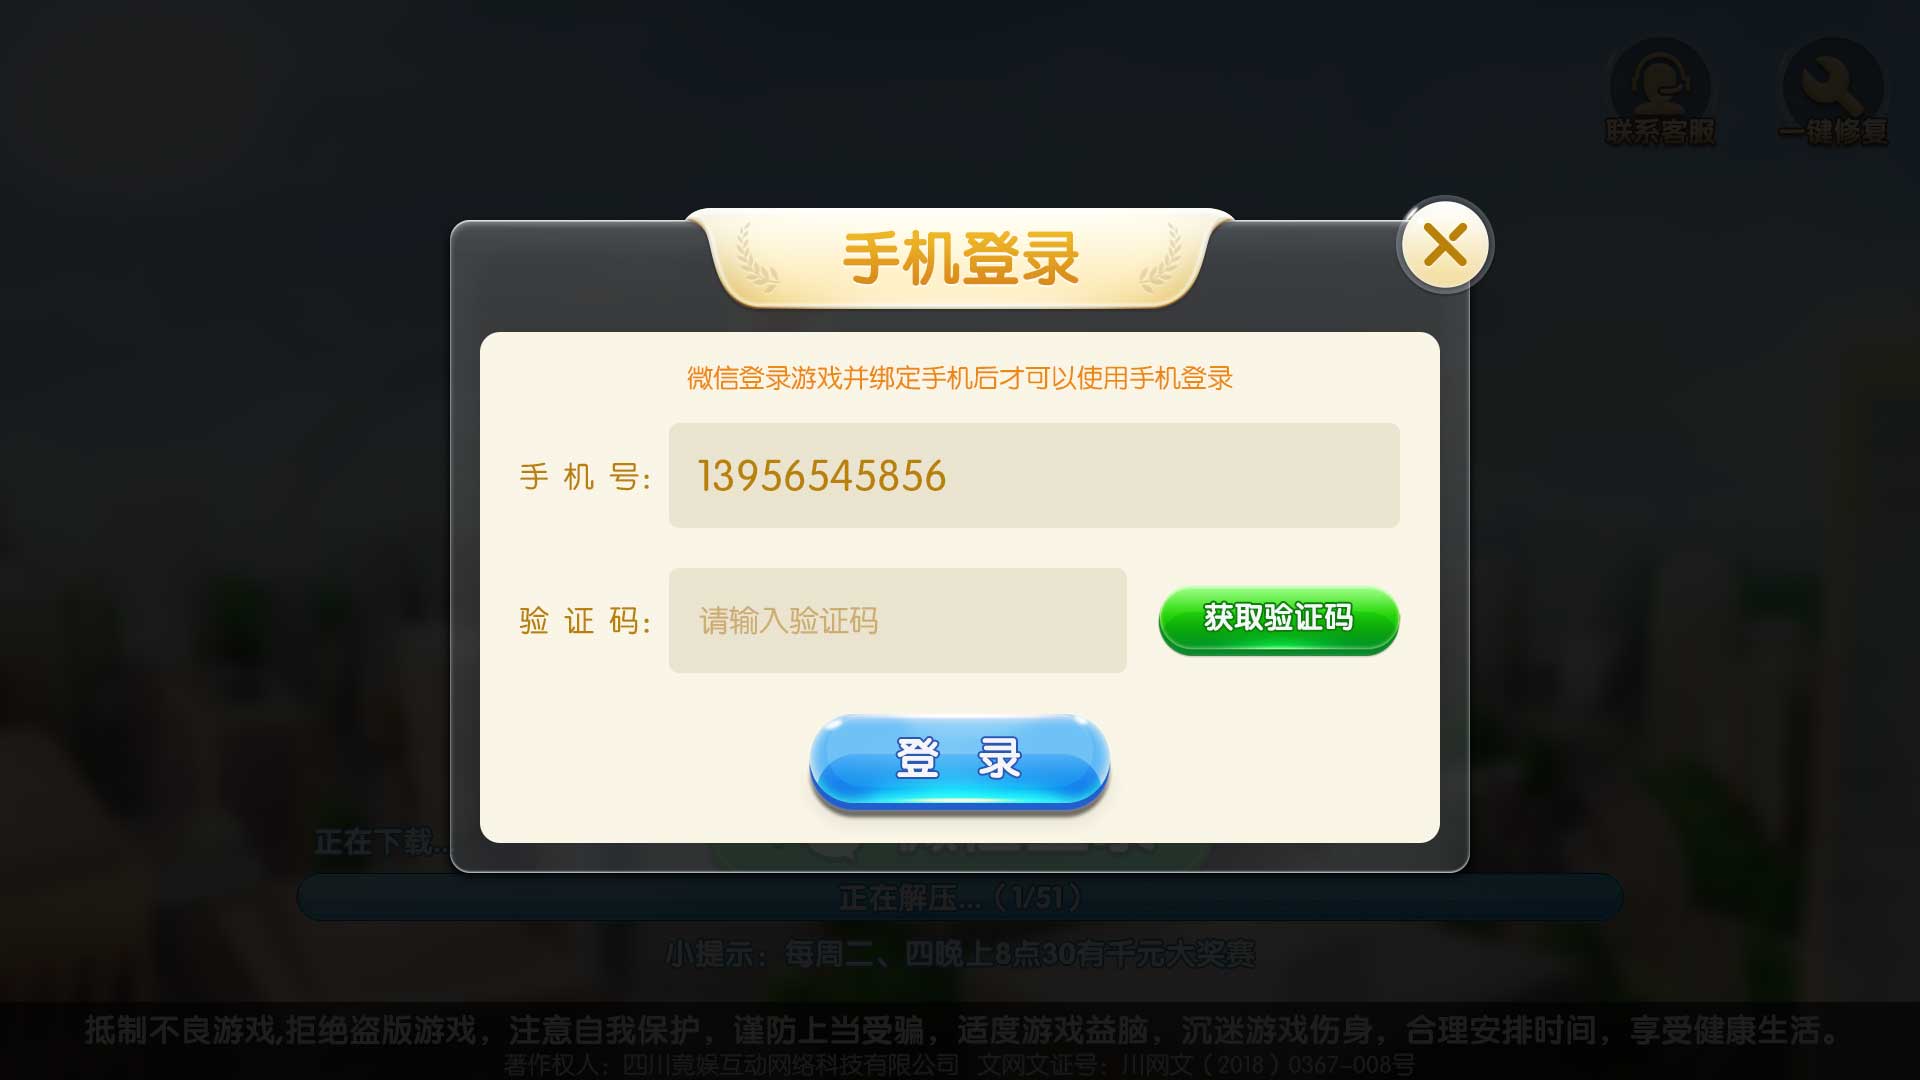 联系客服
一键修复
手机登录
微信登录游戏并绑定手机后才可以使用手机登录
手 机 号: 13956545856
验 证 码: 请输入验证码
获取验证码
登 录
正在下载...
正在解压...（1/51）
小提示：每周二、四晚上8点30有千元大奖赛
抵制不良游戏,拒绝盗版游戏，注意自我保护，谨防上当受骗，适度游戏益脑，沉迷游戏伤身，合理安排时间，享受健康生活。
著作权人：四川竟娱互动网络科技有限公司 文网文证号：川网文（2018）0367-008号